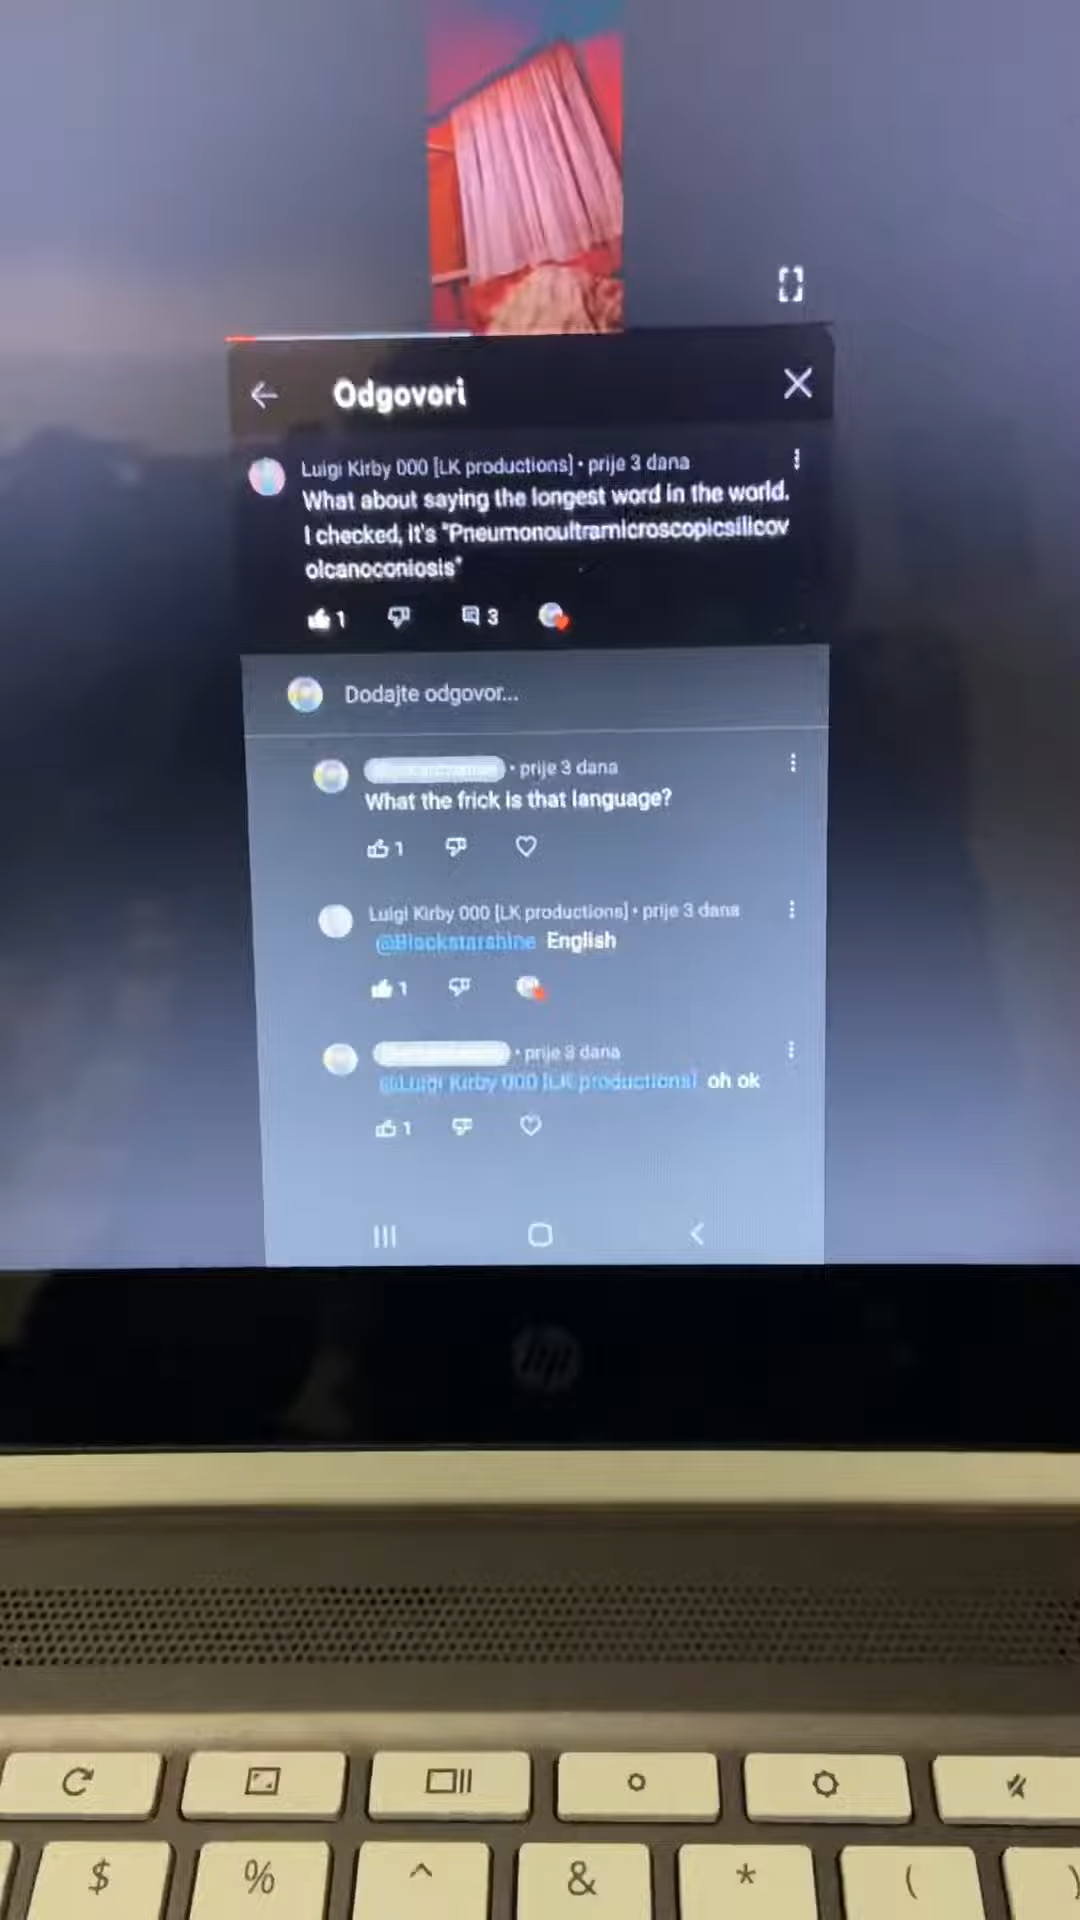 Odgovori
Luigi Kirby 000 [LK productions] • prije 3 dana
What about saying the longest word in the world.
I checked, it's "Pneumonoultramicroscopicsilicov
olcanoconiosis"
1
3
Dodajte odgovor...
• prije 3 dana
What the frick is that language?
1
Luigi Kirby 000 [LK productions] • prije 3 dana
@Blackstarshine English
1
• prije 3 dana
@Luigi Kirby 000 [LK productions] oh ok
1
hp
$ % ^ & * ( )